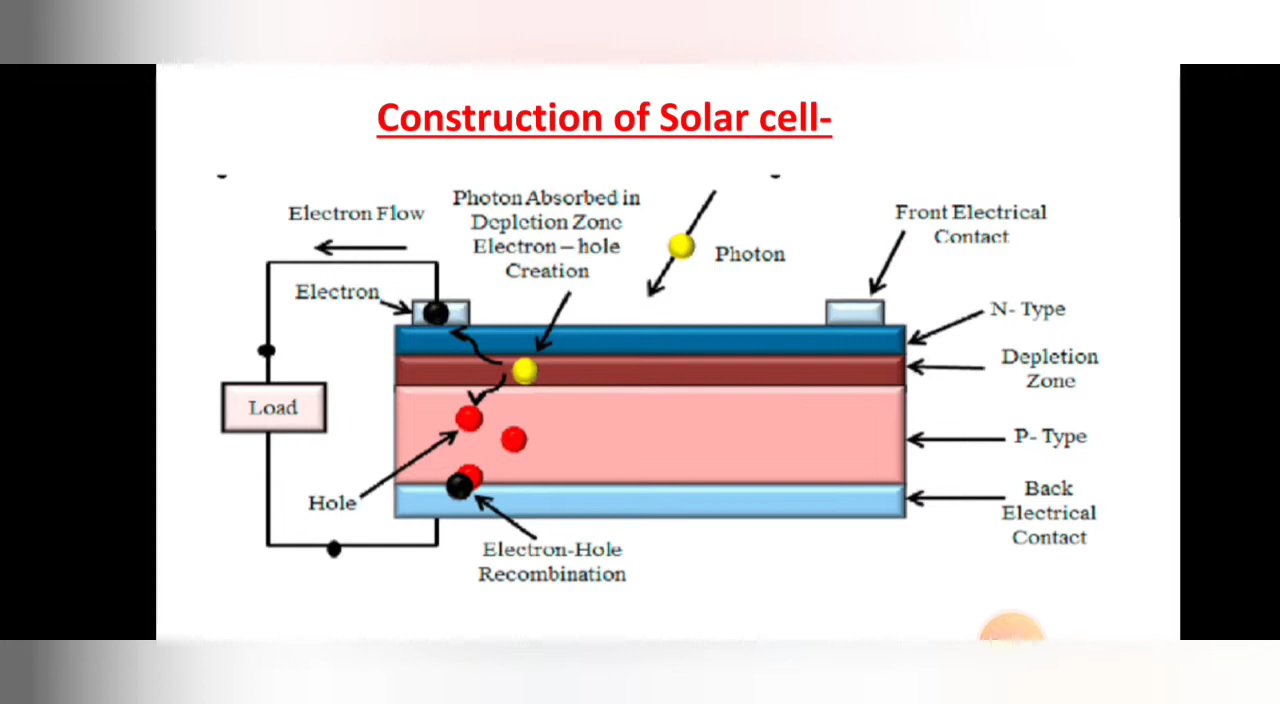 Construction of Solar cell-
Electron Flow
Photon Absorbed in
Depletion Zone
Electron – hole
Creation
Photon
Front Electrical
Contact
Electron
N- Type
Depletion
Zone
Load
P- Type
Hole
Back
Electrical
Contact
Electron-Hole
Recombination